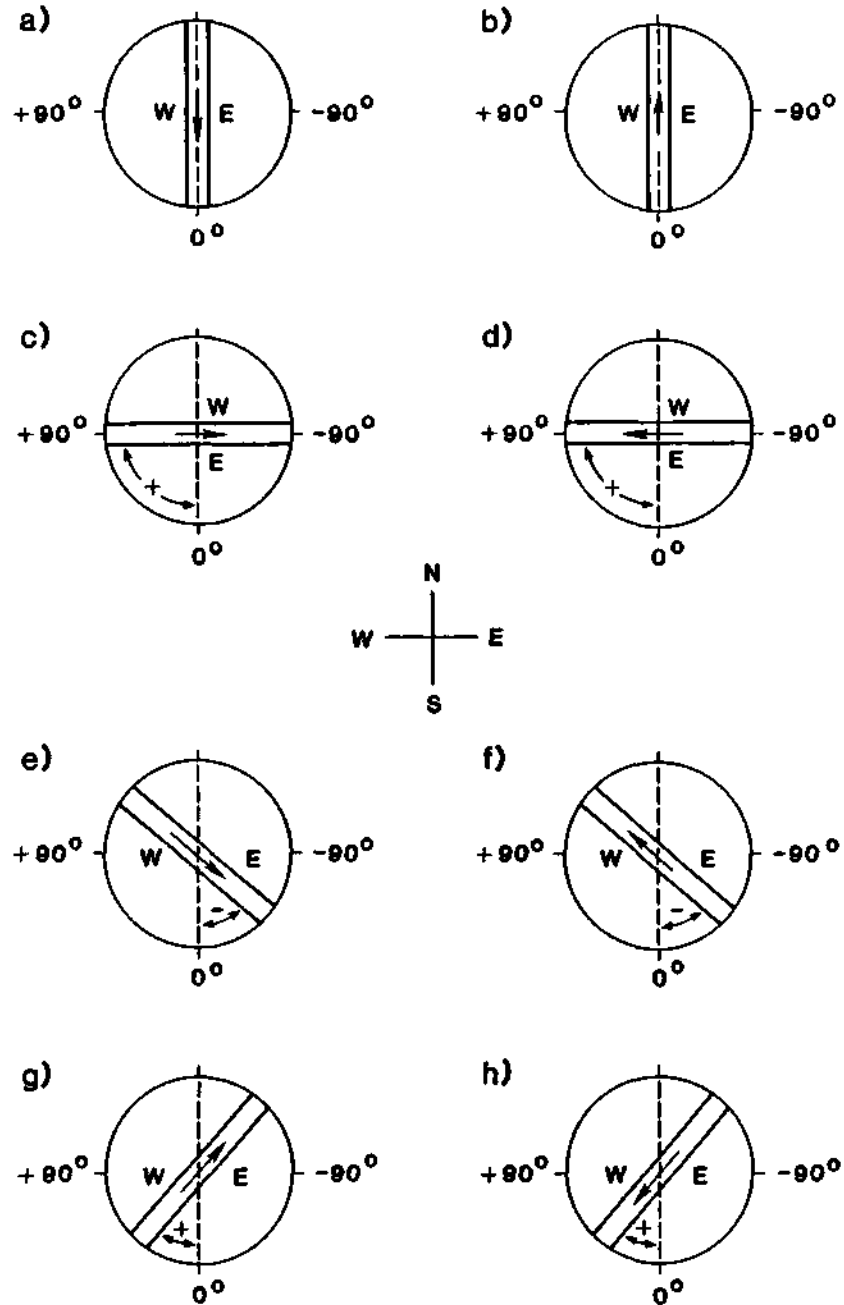 a) b)
+90° W E -90° +90° W E -90°
0° 0°
c) d)
W W
+90° -90° +90° -90°
E E
+ +
0° 0°
N
W E
S
e) f)
+90° W E -90° +90° W E -90°
- -
0° 0°
g) h)
+90° W E -90° +90° W E -90°
+ +
0° 0°